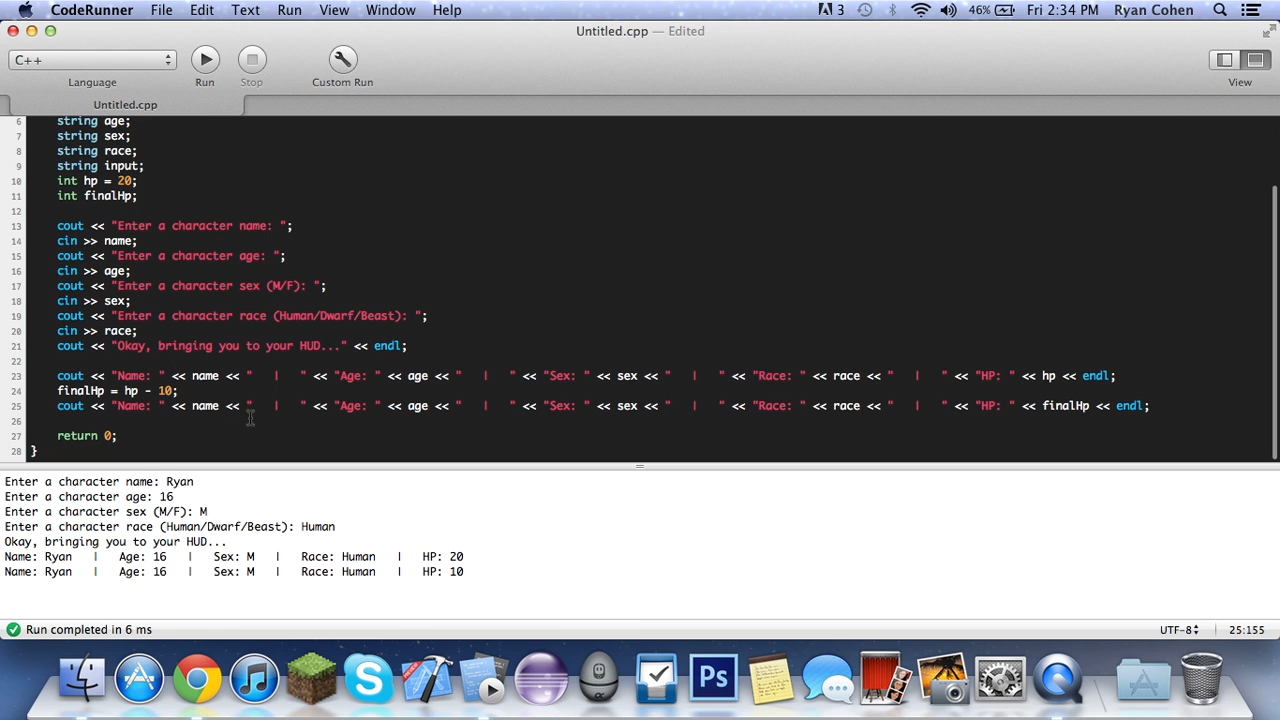 CodeRunner File Edit Text Run View Window Help 3 46% Fri 2:34 PM Ryan Cohen
Untitled.cpp — Edited
C++
Language Run Stop Custom Run View
Untitled.cpp
6 string age;
7 string sex;
8 string race;
9 string input;
10 int hp = 20;
11 int finalHp;
12
13 cout << "Enter a character name: ";
14 cin >> name;
15 cout << "Enter a character age: ";
16 cin >> age;
17 cout << "Enter a character sex (M/F): ";
18 cin >> sex;
19 cout << "Enter a character race (Human/Dwarf/Beast): ";
20 cin >> race;
21 cout << "Okay, bringing you to your HUD..." << endl;
22
23 cout << "Name: " << name << "   |   " << "Age: " << age << "   |   " << "Sex: " << sex << "   |   " << "Race: " << race << "   |   " << "HP: " << hp << endl;
24 finalHp = hp - 10;
25 cout << "Name: " << name << "   |   " << "Age: " << age << "   |   " << "Sex: " << sex << "   |   " << "Race: " << race << "   |   " << "HP: " << finalHp << endl;
26
27 return 0;
28 }
Enter a character name: Ryan
Enter a character age: 16
Enter a character sex (M/F): M
Enter a character race (Human/Dwarf/Beast): Human
Okay, bringing you to your HUD...
Name: Ryan   |   Age: 16   |   Sex: M   |   Race: Human   |   HP: 20
Name: Ryan   |   Age: 16   |   Sex: M   |   Race: Human   |   HP: 10
Run completed in 6 ms UTF-8 25:155
Ps